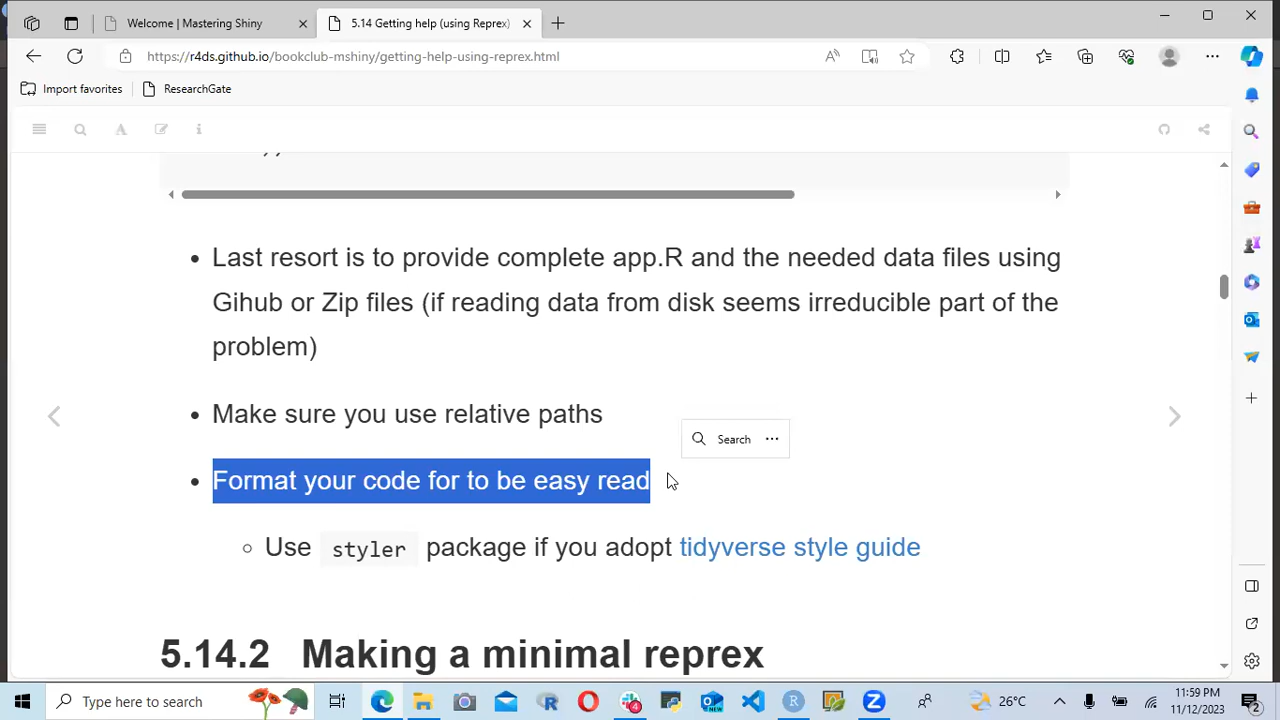 Welcome | Mastering Shiny
5.14 Getting help (using Reprex)
https://r4ds.github.io/bookclub-mshiny/getting-help-using-reprex.html
Import favorites
ResearchGate
Last resort is to provide complete app.R and the needed data files using
Gihub or Zip files (if reading data from disk seems irreducible part of the
problem)
Make sure you use relative paths
Search
Format your code for to be easy read
Use styler package if you adopt tidyverse style guide
5.14.2 Making a minimal reprex
Type here to search
4
NEW
26°C
11:59 PM
11/12/2023
2